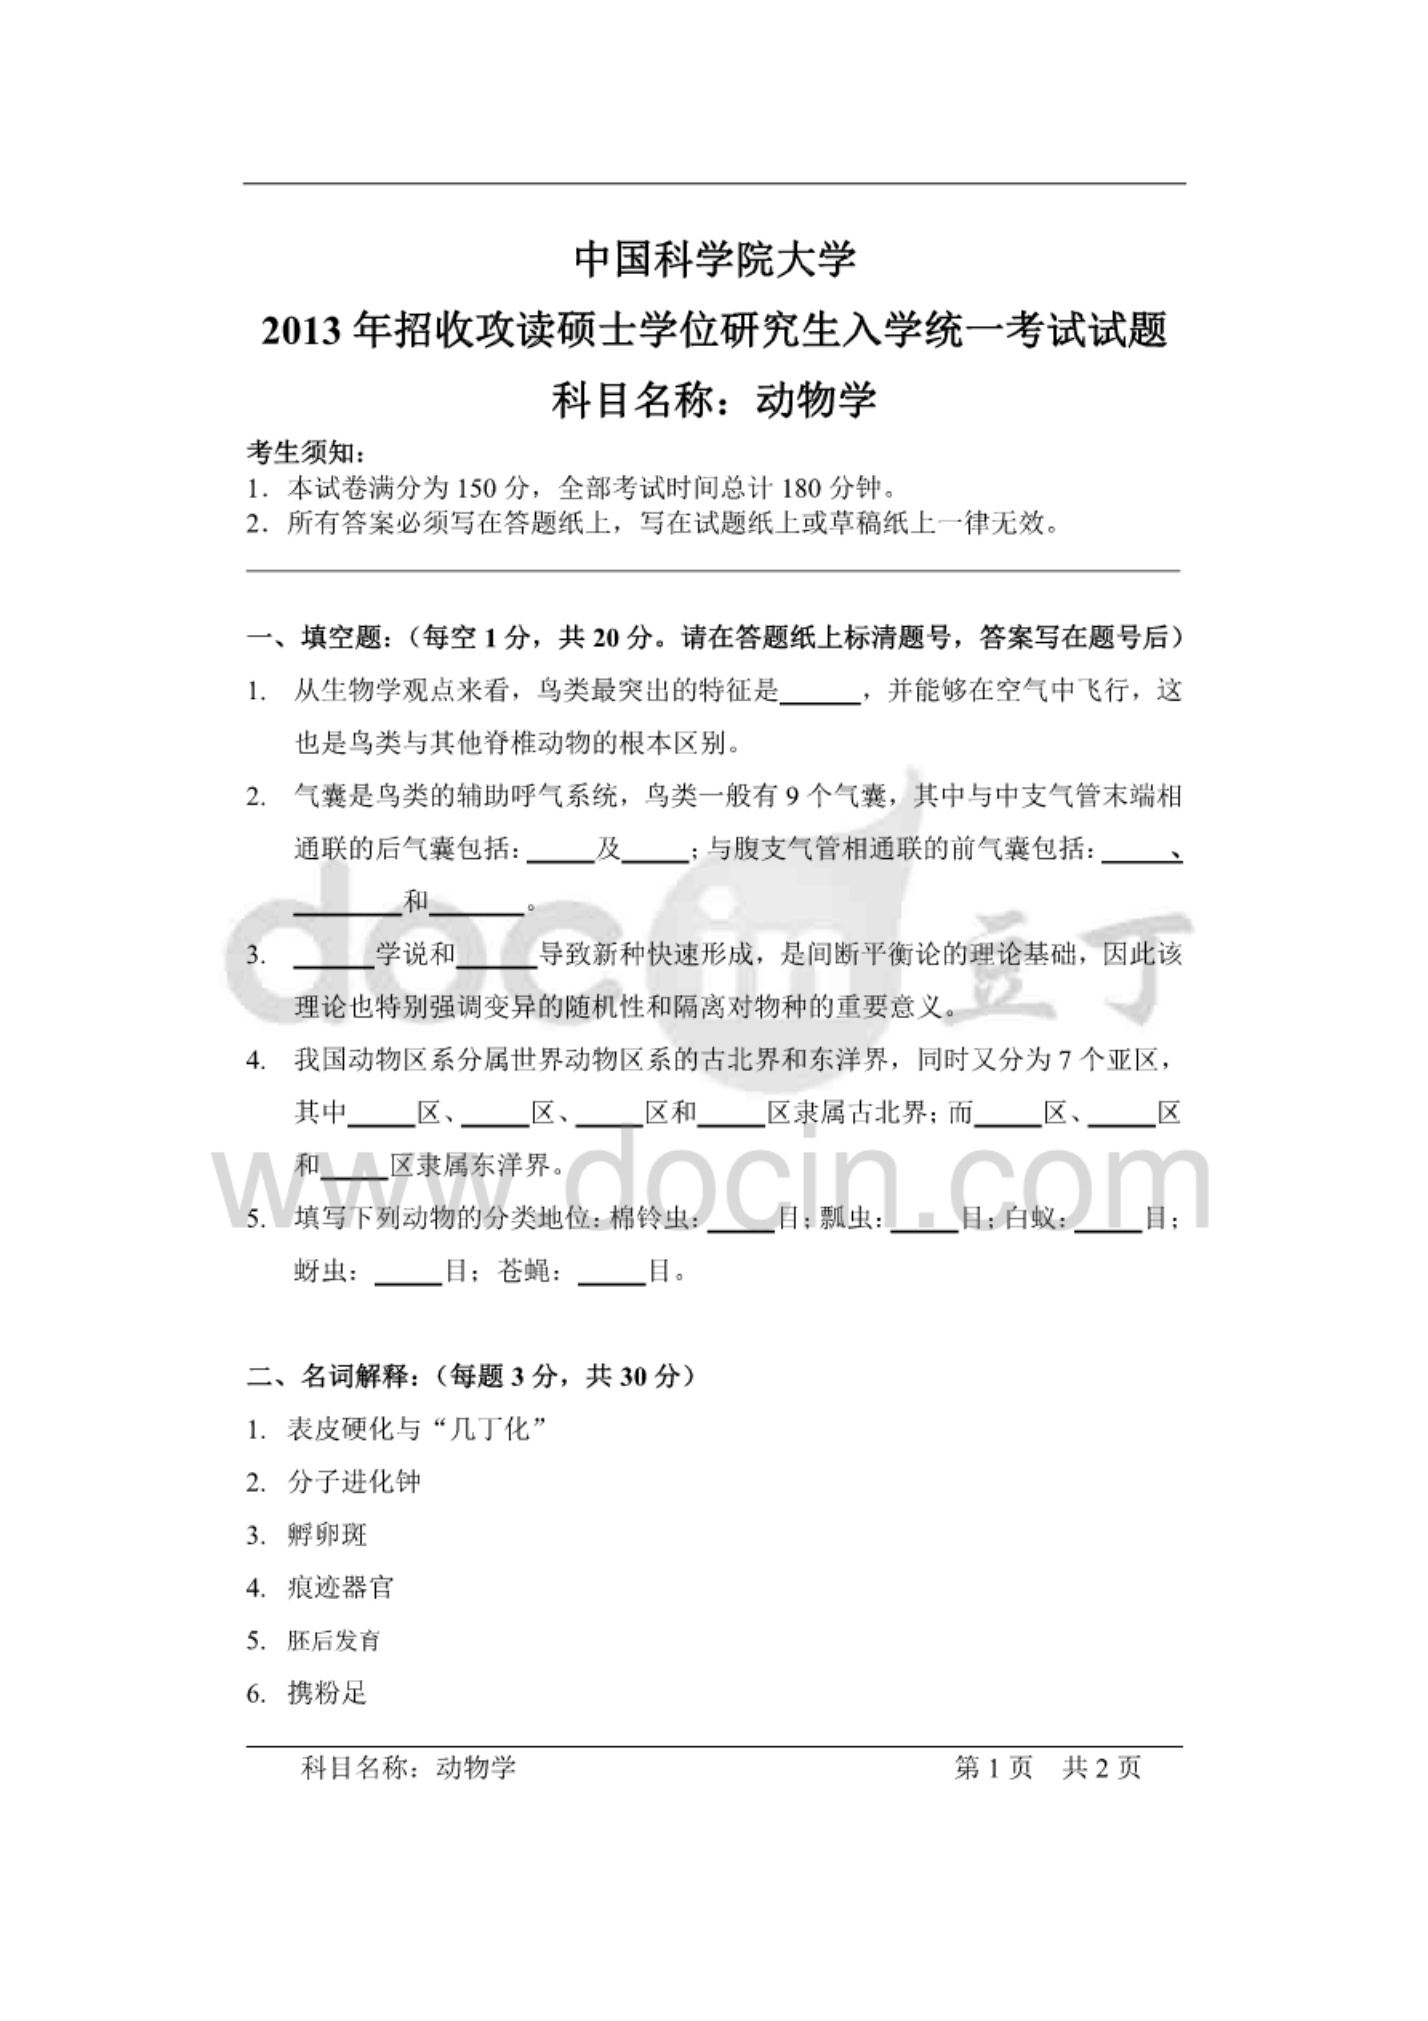 中国科学院大学
2013 年招收攻读硕士学位研究生入学统一考试试题
科目名称：动物学
考生须知：
1．本试卷满分为 150 分，全部考试时间总计 180 分钟。
2．所有答案必须写在答题纸上，写在试题纸上或草稿纸上一律无效。
一、填空题：（每空 1 分，共 20 分。请在答题纸上标清题号，答案写在题号后）
1. 从生物学观点来看，鸟类最突出的特征是______，并能够在空气中飞行，这
也是鸟类与其他脊椎动物的根本区别。
2. 气囊是鸟类的辅助呼气系统，鸟类一般有 9 个气囊，其中与中支气管末端相
通联的后气囊包括：_____及_____；与腹支气管相通联的前气囊包括：_____、
________和_______。
3. ______学说和______导致新种快速形成，是间断平衡论的理论基础，因此该
理论也特别强调变异的随机性和隔离对物种的重要意义。
4. 我国动物区系分属世界动物区系的古北界和东洋界，同时又分为 7 个亚区，
其中_____区、_____区、_____区和_____区隶属古北界；而_____区、_____区
和_____区隶属东洋界。
5. 填写下列动物的分类地位：棉铃虫：_____目；瓢虫：_____目；白蚁：_____目；
蚜虫：_____目；苍蝇：_____目。
二、名词解释：（每题 3 分，共 30 分）
1. 表皮硬化与“几丁化”
2. 分子进化钟
3. 孵卵斑
4. 痕迹器官
5. 胚后发育
6. 携粉足
科目名称：动物学 第 1 页 共 2 页
docin 豆丁
www.docin.com